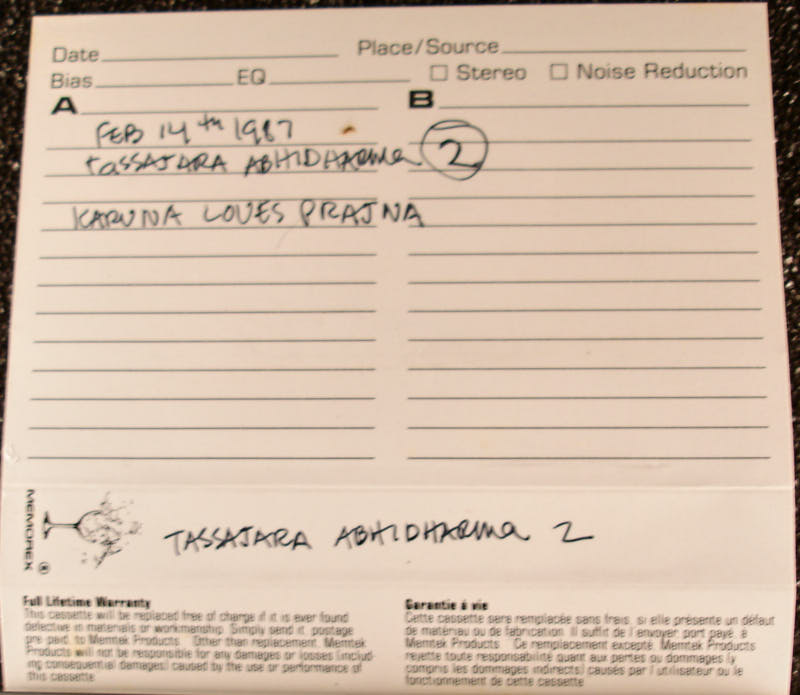 Date Place/Source
Bias EQ Stereo Noise Reduction
A B
FEB 14th 1987
TASSAJARA ABHIDHARMA 2
KARUNA LOVES PRAJNA
MEMOREX ®
TASSAJARA ABHIDHARMA 2
Full Lifetime Warranty
This cassette will be replaced free of charge if it is ever found
defective in materials or workmanship. Simply send it, postage
pre-paid, to Memtek Products. Other than replacement, Memtek
Products will not be responsible for any damages or losses (includ-
ing consequential damages) caused by the use or performance of
this cassette.
Garantie à vie
Cette cassette sera remplacée sans frais, si elle présente un défaut
de matériau ou de fabrication. Il suffit de l'envoyer, port payé, à
Memtek Products. Ce remplacement excepté, Memtek Products
rejette toute responsabilité quant aux pertes ou dommages (y
compris les dommages indirects) causés par l'utilisateur ou le
fonctionnement de cette cassette.